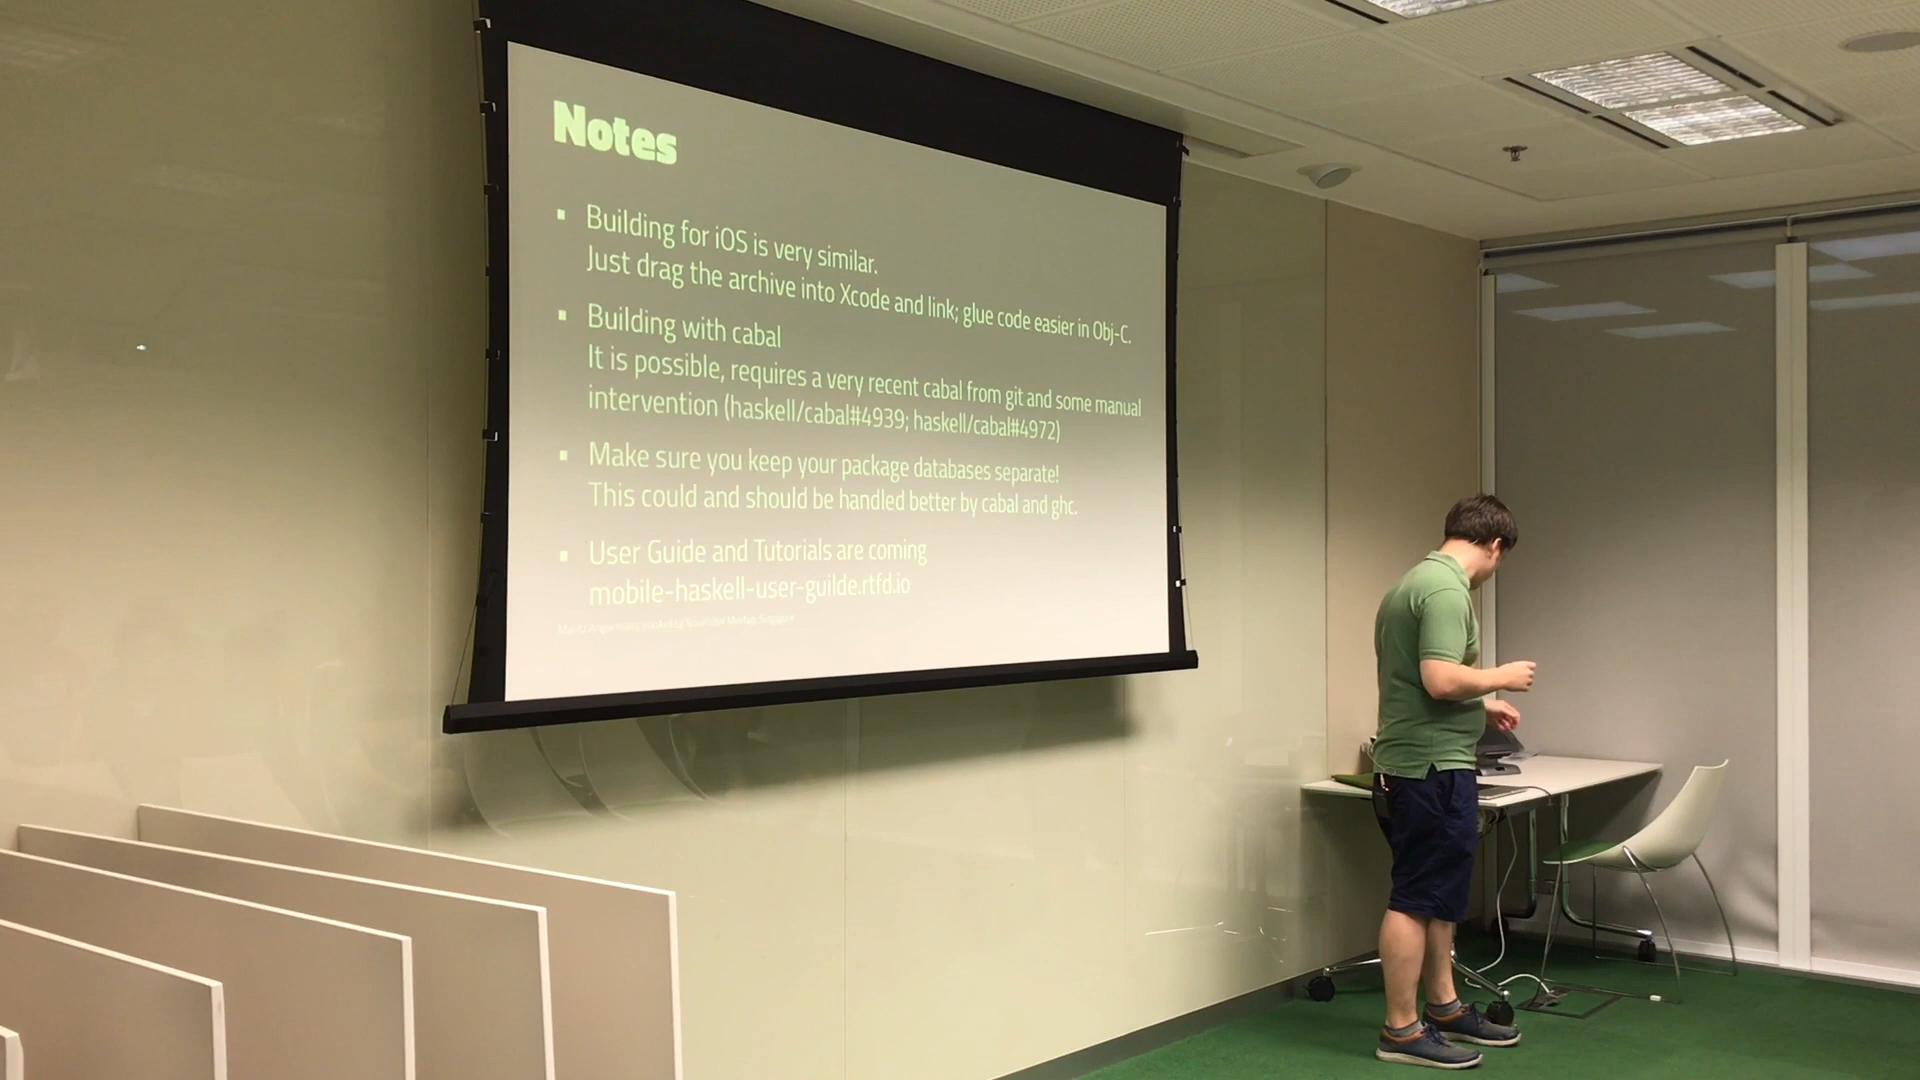 Notes
▪ Building for iOS is very similar.
Just drag the archive into Xcode and link; glue code easier in Obj-C.
▪ Building with cabal
It is possible, requires a very recent cabal from git and some manual
intervention (haskell/cabal#4939; haskell/cabal#4972)
▪ Make sure you keep your package databases separate!
This could and should be handled better by cabal and ghc.
▪ User Guide and Tutorials are coming
mobile-haskell-user-guilde.rtfd.io
Meetup, Singapore